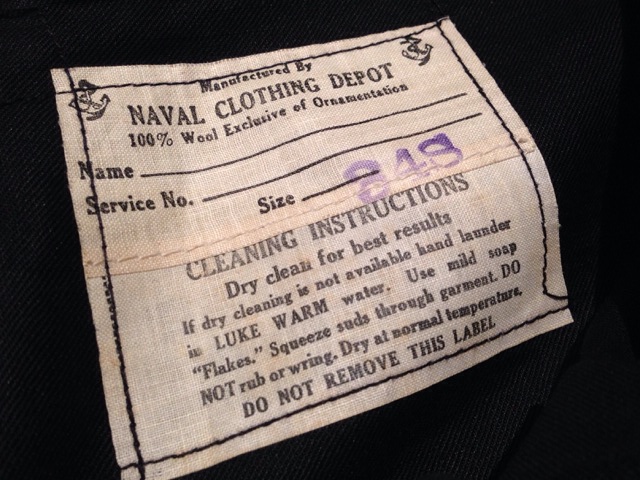 Manufactured By
NAVAL CLOTHING DEPOT
100% Wool Exclusive of Ornamentation
Name
Service No. Size
CLEANING INSTRUCTIONS
Dry clean for best results
If dry cleaning is not available hand launder
in LUKE WARM water. Use mild soap
"Flakes." Squeeze suds through garment. DO
NOT rub or wring. Dry at normal temperature.
DO NOT REMOVE THIS LABEL